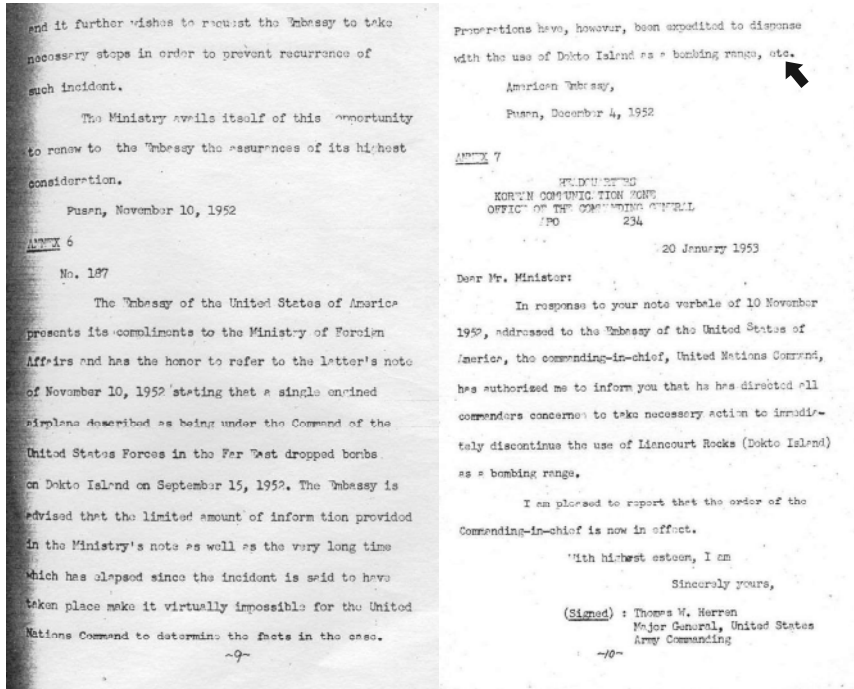 and it further wishes to request the Embassy to take
necessary steps in order to prevent recurrence of
such incident.
The Ministry avails itself of this opportunity
to renew to the Embassy the assurances of its highest
consideration.
Pusan, November 10, 1952
ANNEX 6
No. 187
The Embassy of the United States of America
presents its compliments to the Ministry of Foreign
Affairs and has the honor to refer to the latter's note
of November 10, 1952 stating that a single engined
airplane described as being under the Command of the
United States Forces in the Far East dropped bombs
on Dokto Island on September 15, 1952. The Embassy is
advised that the limited amount of inform tion provided
in the Ministry's note as well as the very long time
which has elapsed since the incident is said to have
taken place make it virtually impossible for the United
Nations Command to determine the facts in the case.
~9~
Preparations have, however, been expedited to dispense
with the use of Dokto Island as a bombing range, etc.
American Embassy,
Pusan, December 4, 1952
ANNEX 7
HEADQUARTERS
KOREAN COMMUNICATION ZONE
OFFICE OF THE COMMANDING GENERAL
APO 234
20 January 1953
Dear Mr. Minister:
In response to your note verbale of 10 November
1952, addressed to the Embassy of the United States of
America, the commanding-in-chief, United Nations Command,
has authorized me to inform you that he has directed all
commanders concerned to take necessary action to immedia-
tely discontinue the use of Liancourt Rocks (Dokto Island)
as a bombing range.
I am pleased to report that the order of the
Commanding-in-chief is now in effect.
With highest esteem, I am
Sincerely yours,
(Signed) : Thomas W. Herren
Major General, United States
Army Commanding
~10~